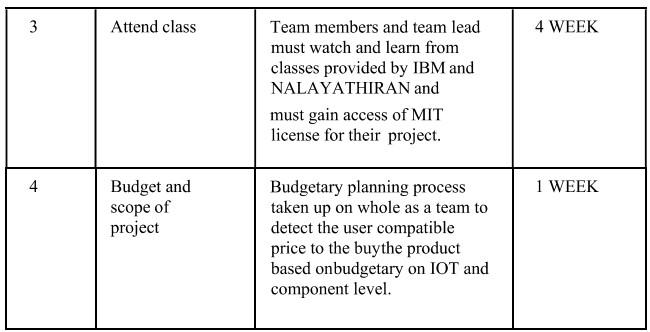 3
Attend class
Team members and team lead
must watch and learn from
classes provided by IBM and
NALAYATHIRAN and
must gain access of MIT
license for their project.
4 WEEK
4
Budget and
scope of
project
Budgetary planning process
taken up on whole as a team to
detect the user compatible
price to the buythe product
based onbudgetary on IOT and
component level.
1 WEEK